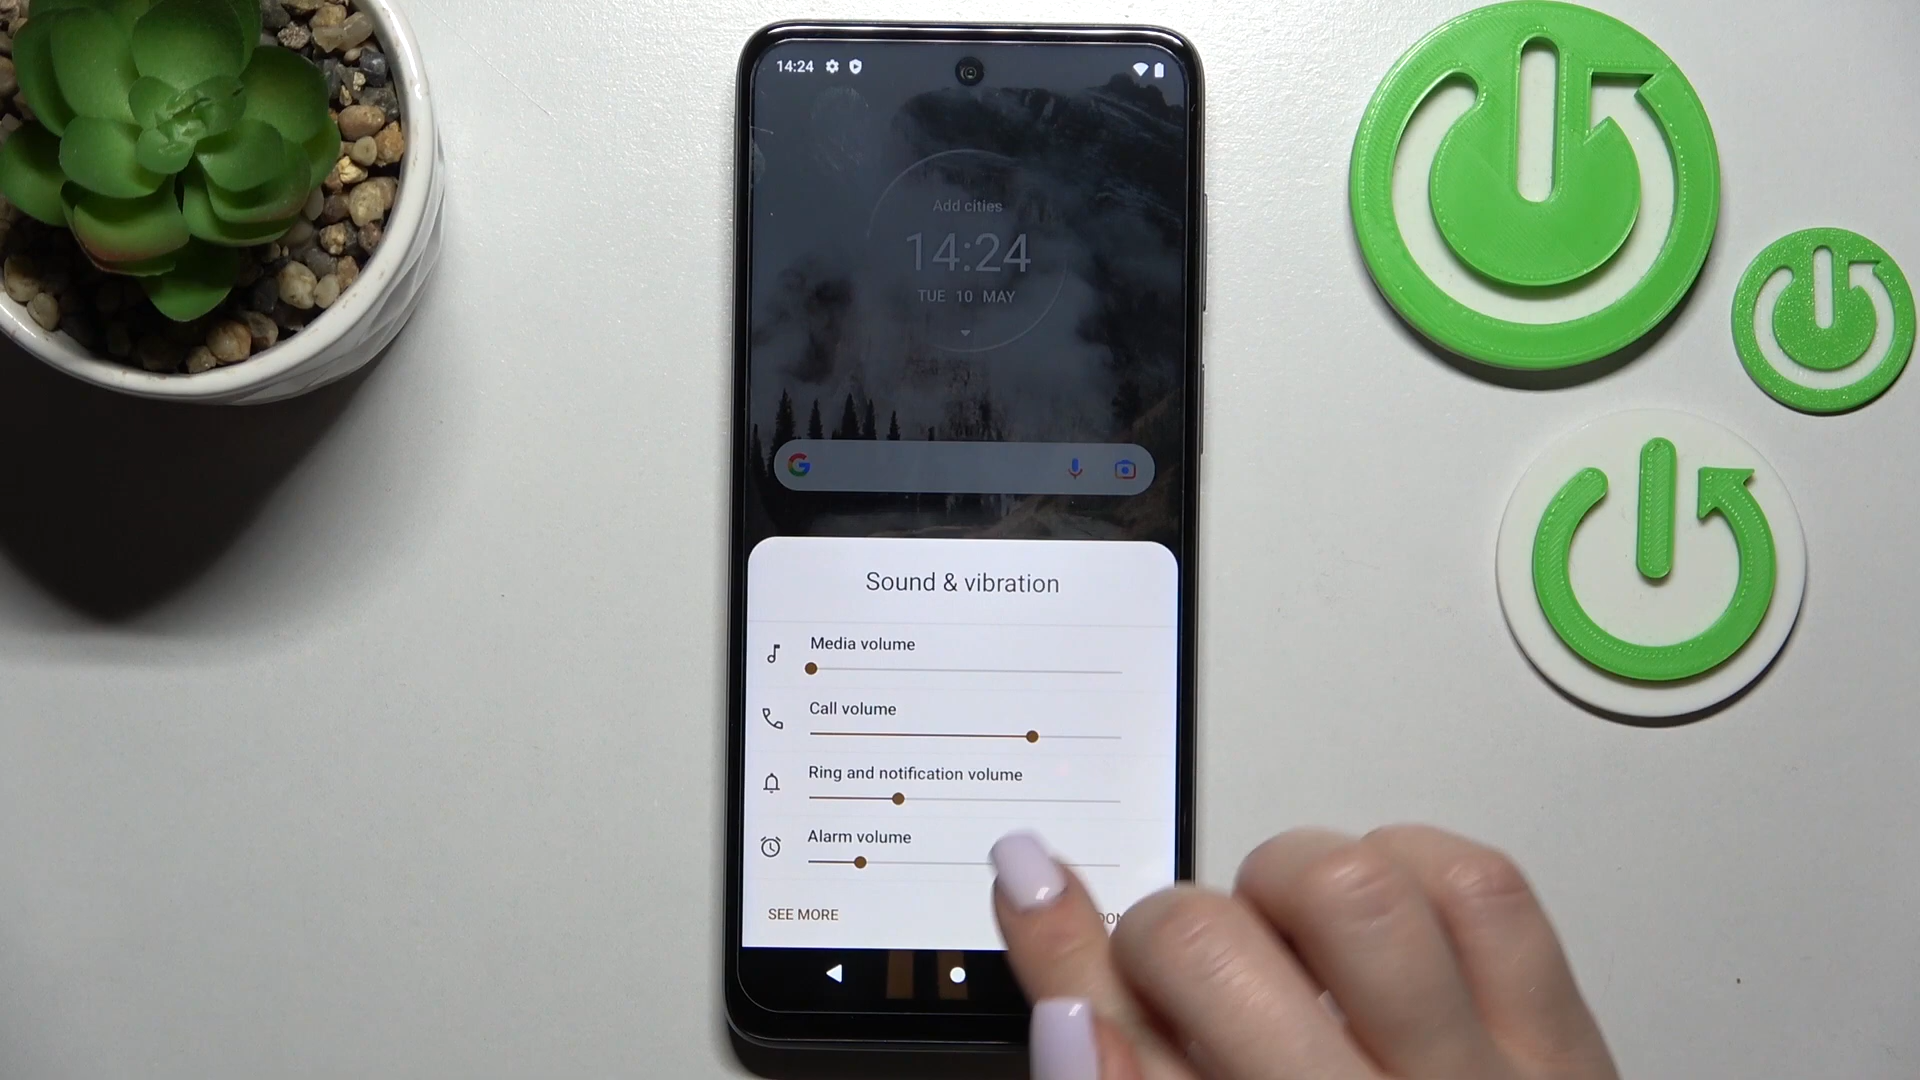 14:24
Add cities
14:24
TUE 10 MAY
Sound & vibration
Media volume
Call volume
Ring and notification volume
Alarm volume
SEE MORE